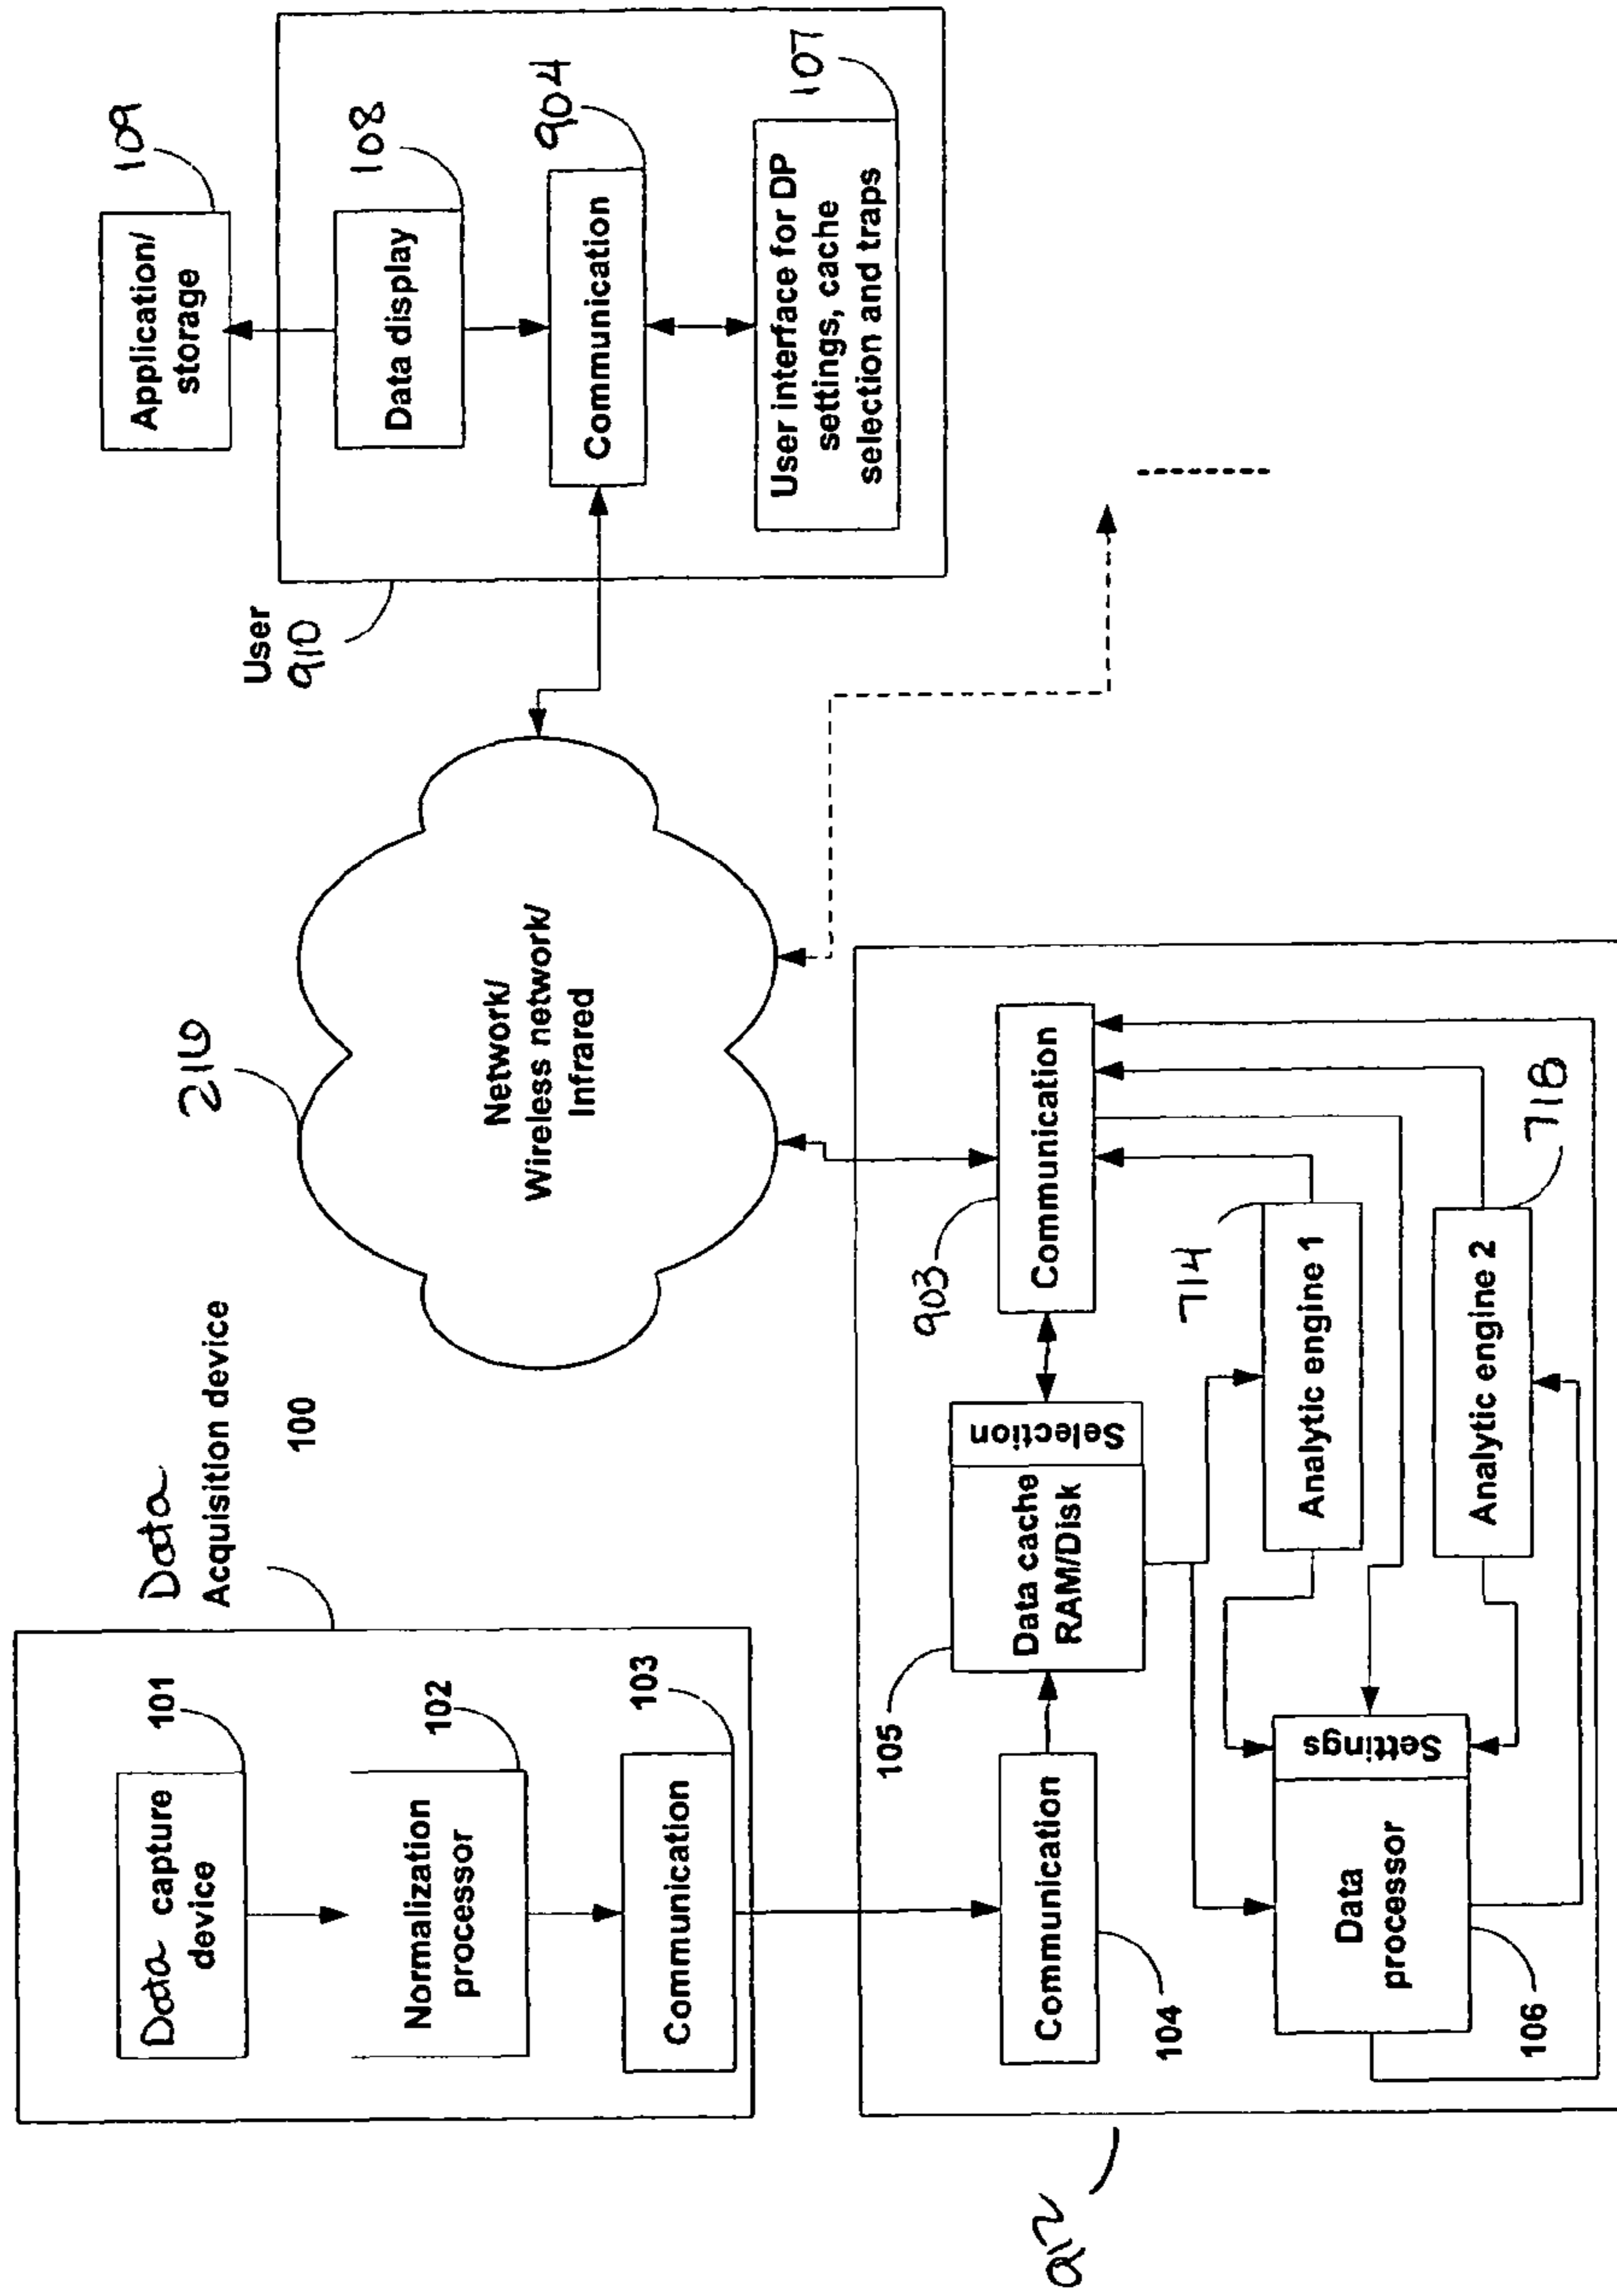 Data
Acquisition device
100
Data capture
device
101
Normalization
processor
102
Communication
103
216
Network/
Wireless network/
Infrared
User
910
Application/
storage
109
Data display
108
Communication
904
User interface for DP
settings, cache
selection and traps
107
912
Communication
104
105
Data cache
RAM/Disk
Selection
903
Communication
Data
processor
Settings
106
714
Analytic engine 1
Analytic engine 2
718